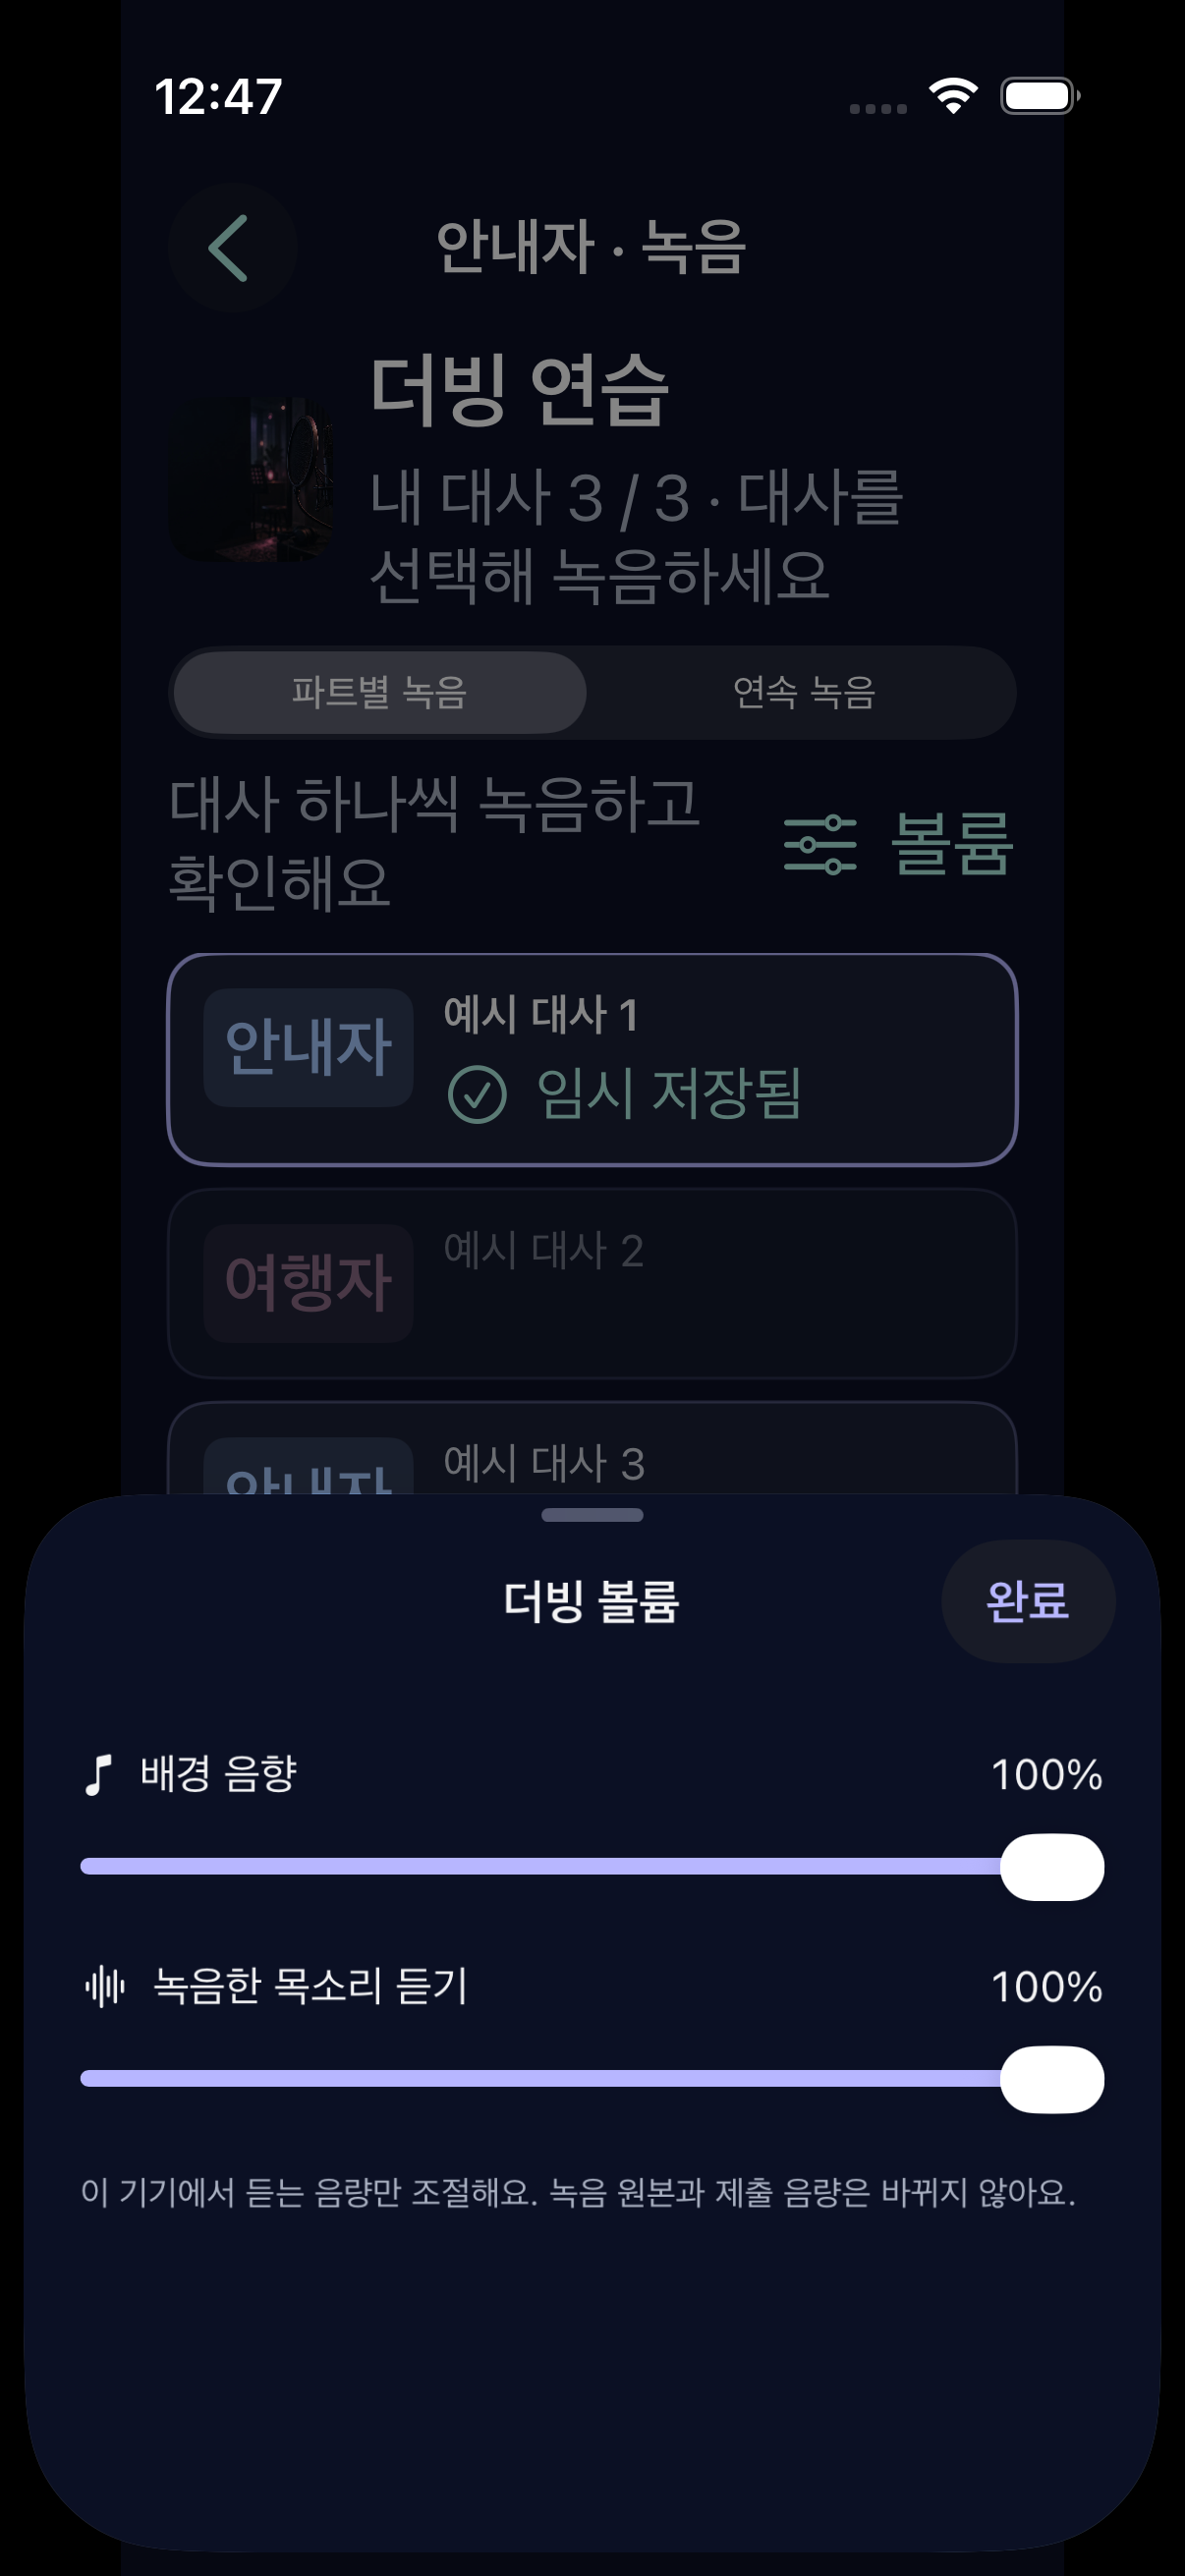 12:47
안내자 · 녹음
더빙 연습
내 대사 3 / 3 · 대사를
선택해 녹음하세요
파트별 녹음
연속 녹음
대사 하나씩 녹음하고
확인해요
볼륨
안내자
예시 대사 1
임시 저장됨
여행자
예시 대사 2
안내자
예시 대사 3
더빙 볼륨
완료
배경 음향
100%
녹음한 목소리 듣기
100%
이 기기에서 듣는 음량만 조절해요. 녹음 원본과 제출 음량은 바뀌지 않아요.